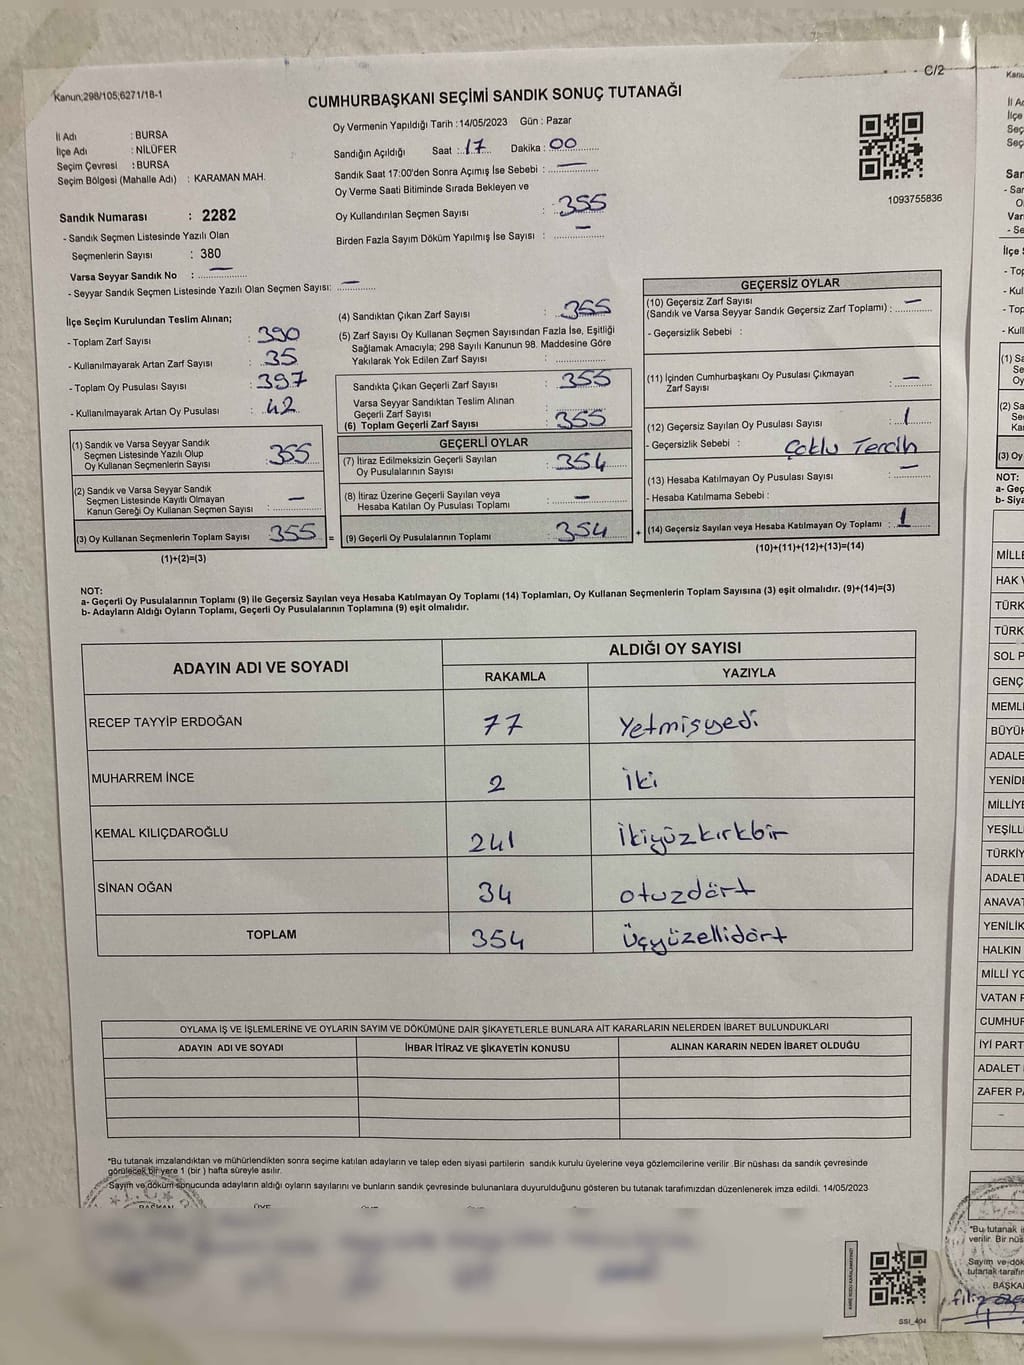 Kanun;298/105;6271/18-1
C/2
CUMHURBAŞKANI SEÇİMİ SANDIK SONUÇ TUTANAĞI
İl Adı : BURSA
İlçe Adı : NİLÜFER
Seçim Çevresi : BURSA
Seçim Bölgesi (Mahalle Adı) : KARAMAN MAH.
Oy Vermenin Yapıldığı Tarih :14/05/2023 Gün : Pazar
Sandığın Açıldığı Saat : 17 Dakika : 00
Sandık Saat 17:00'den Sonra Açımış İse Sebebi : —
Oy Verme Saati Bitiminde Sırada Bekleyen ve
Oy Kullandırılan Seçmen Sayısı : 355
Birden Fazla Sayım Döküm Yapılmış İse Sayısı : —
1093755836
Sandık Numarası : 2282
- Sandık Seçmen Listesinde Yazılı Olan
Seçmenlerin Sayısı : 380
Varsa Seyyar Sandık No : —
- Seyyar Sandık Seçmen Listesinde Yazılı Olan Seçmen Sayısı: —
İlçe Seçim Kurulundan Teslim Alınan;
- Toplam Zarf Sayısı : 390
- Kullanılmayarak Artan Zarf Sayısı : 35
- Toplam Oy Pusulası Sayısı : 397
- Kullanılmayarak Artan Oy Pusulası : 42
(1) Sandık ve Varsa Seyyar Sandık
Seçmen Listesinde Yazılı Olup
Oy Kullanan Seçmenlerin Sayısı : 355
(2) Sandık ve Varsa Seyyar Sandık
Seçmen Listesinde Kayıtlı Olmayan
Kanun Gereği Oy Kullanan Seçmen Sayısı : —
(3) Oy Kullanan Seçmenlerin Toplam Sayısı : 355 =
(1)+(2)=(3)
(4) Sandıktan Çıkan Zarf Sayısı : 355
(5) Zarf Sayısı Oy Kullanan Seçmen Sayısından Fazla İse, Eşitliği
Sağlamak Amacıyla; 298 Sayılı Kanunun 98. Maddesine Göre
Yakılarak Yok Edilen Zarf Sayısı :
Sandıkta Çıkan Geçerli Zarf Sayısı : 355
Varsa Seyyar Sandıktan Teslim Alınan
Geçerli Zarf Sayısı :
(6) Toplam Geçerli Zarf Sayısı : 355
GEÇERLİ OYLAR
(7) İtiraz Edilmeksizin Geçerli Sayılan
Oy Pusulalarının Sayısı : 354
(8) İtiraz Üzerine Geçerli Sayılan veya
Hesaba Katılan Oy Pusulası Toplamı : —
(9) Geçerli Oy Pusulalarının Toplamı : 354 +
GEÇERSİZ OYLAR
(10) Geçersiz Zarf Sayısı
(Sandık ve Varsa Seyyar Sandık Geçersiz Zarf Toplamı) : —
- Geçersizlik Sebebi :
(11) İçinden Cumhurbaşkanı Oy Pusulası Çıkmayan
Zarf Sayısı : —
(12) Geçersiz Sayılan Oy Pusulası Sayısı : 1
- Geçersizlik Sebebi : Çoklu Tercih
(13) Hesaba Katılmayan Oy Pusulası Sayısı : —
- Hesaba Katılmama Sebebi :
(14) Geçersiz Sayılan veya Hesaba Katılmayan Oy Toplamı : 1
(10)+(11)+(12)+(13)=(14)
NOT:
a- Geçerli Oy Pusulalarının Toplamı (9) ile Geçersiz Sayılan veya Hesaba Katılmayan Oy Toplamı (14) Toplamları, Oy Kullanan Seçmenlerin Toplam Sayısına (3) eşit olmalıdır. (9)+(14)=(3)
b- Adayların Aldığı Oyların Toplamı, Geçerli Oy Pusulalarının Toplamına (9) eşit olmalıdır.
ADAYIN ADI VE SOYADI ALDIĞI OY SAYISI
RAKAMLA YAZIYLA
RECEP TAYYİP ERDOĞAN 77 Yetmişyedi
MUHARREM İNCE 2 İki
KEMAL KILIÇDAROĞLU 241 İkiyüzkırkbir
SİNAN OĞAN 34 otuzdört
TOPLAM 354 Üçyüzellidört
OYLAMA İŞ VE İŞLEMLERİNE VE OYLARIN SAYIM VE DÖKÜMÜNE DAİR ŞİKAYETLERLE BUNLARA AİT KARARLARIN NELERDEN İBARET BULUNDUKLARI
ADAYIN ADI VE SOYADI İHBAR İTİRAZ VE ŞİKAYETİN KONUSU ALINAN KARARIN NEDEN İBARET OLDUĞU
*Bu tutanak imzalandıktan ve mühürlendikten sonra seçime katılan adayların ve talep eden siyasi partilerin sandık kurulu üyelerine veya gözlemcilerine verilir .Bir nüshası da sandık çevresinde
görülecek bir yere 1 (bir ) hafta süreyle asılır.
Sayım ve döküm sonucunda adayların aldığı oyların sayılarını ve bunların sandık çevresinde bulunanlara duyurulduğunu gösteren bu tutanak tarafımızdan düzenlenerek imza edildi. 14/05/2023
T.C.
BAŞKAN ÜYE
SSI_404
Kanu
İl Ad
İlçe
Seç
Seç
San
Var
İlçe
- Top
- Kul
- Top
- Kull
(1) Sa
Se
Oy
(2) Sa
Se
Kan
(3) Oy
NOT:
a- Geç
b- Siya
MİLLE
HAK V
TÜRK
TÜRK
SOL P
GENÇ
MEML
BÜYÜK
ADALE
YENİD
MİLLİYE
YEŞİLL
TÜRKİY
ADALET
ANAVAT
YENİLİK
HALKIN
MİLLİ YO
VATAN P
CUMHUR
İYİ PART
ADALET
ZAFER PA
*Bu tutanak i
verilir. Bir nüs
Sayım ve dök
tutanak tarafı
BAŞKA